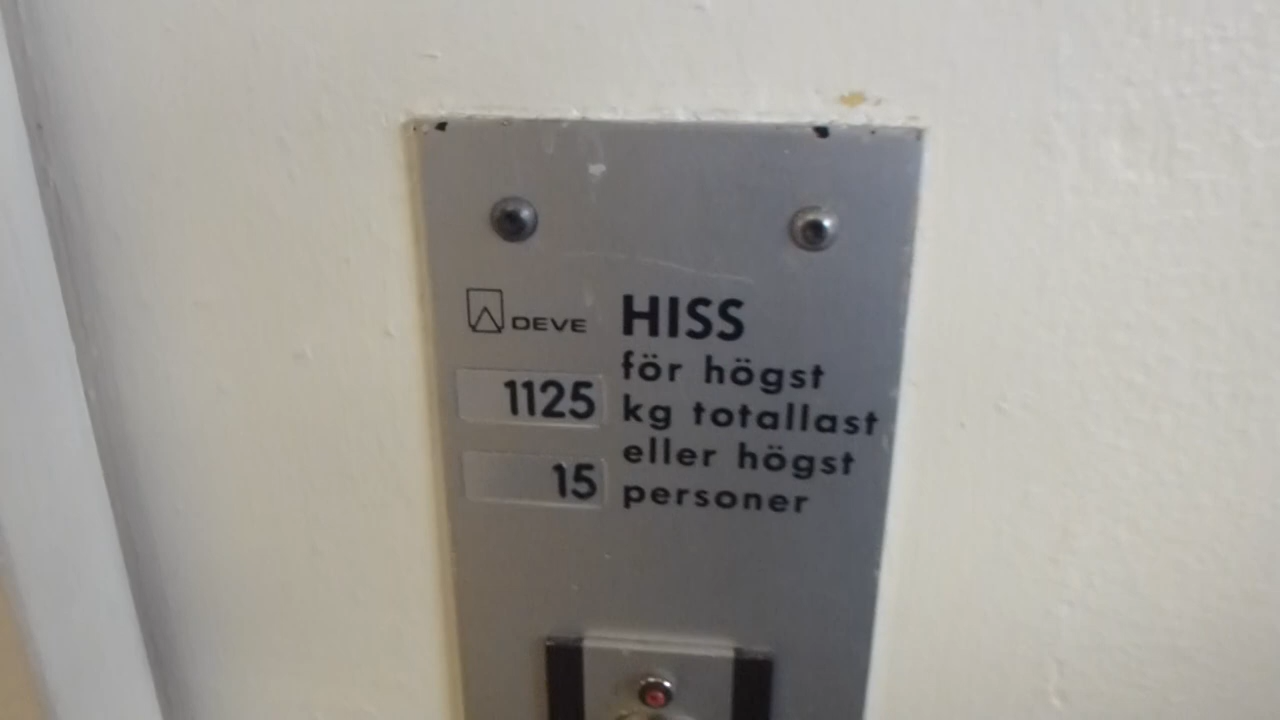 DEVE HISS
för högst
1125 kg totallast
eller högst
15 personer